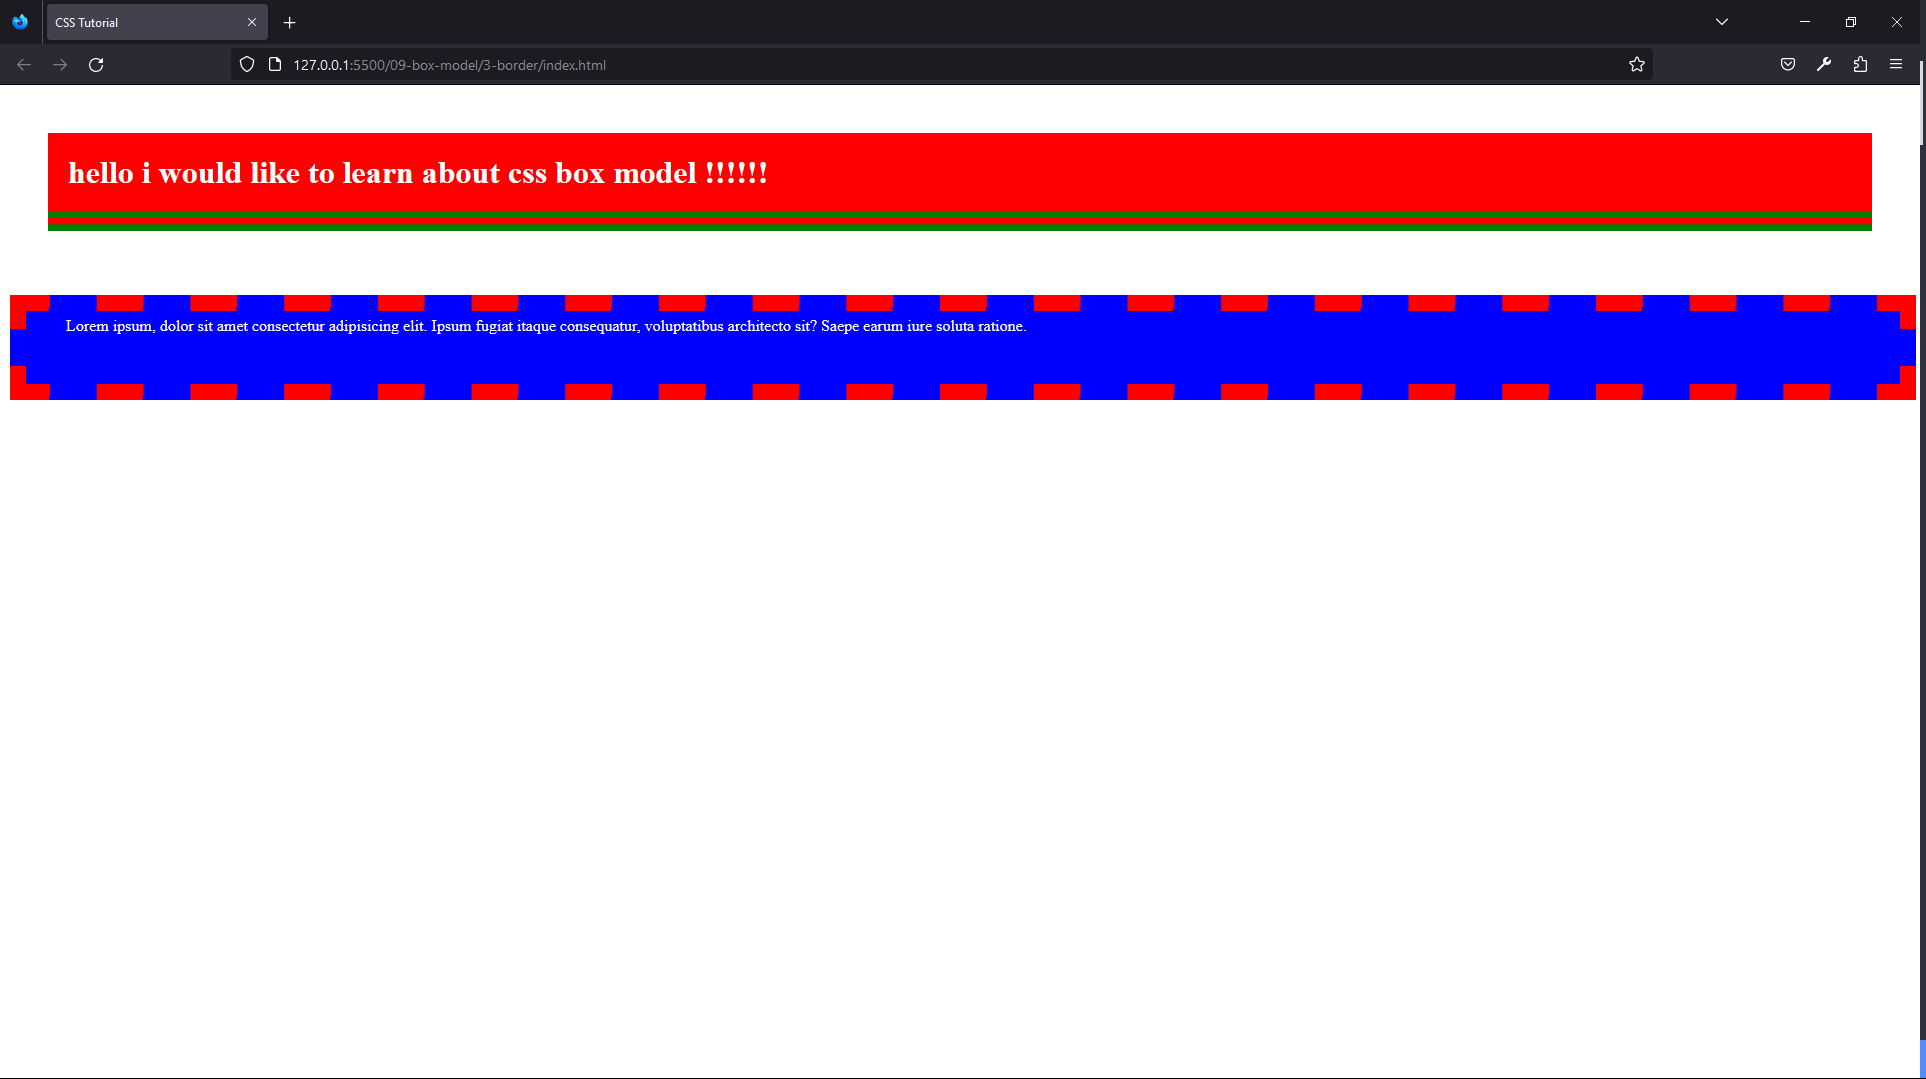 CSS Tutorial
127.0.0.1:5500/09-box-model/3-border/index.html
hello i would like to learn about css box model !!!!!!
Lorem ipsum, dolor sit amet consectetur adipisicing elit. Ipsum fugiat itaque consequatur, voluptatibus architecto sit? Saepe earum iure soluta ratione.